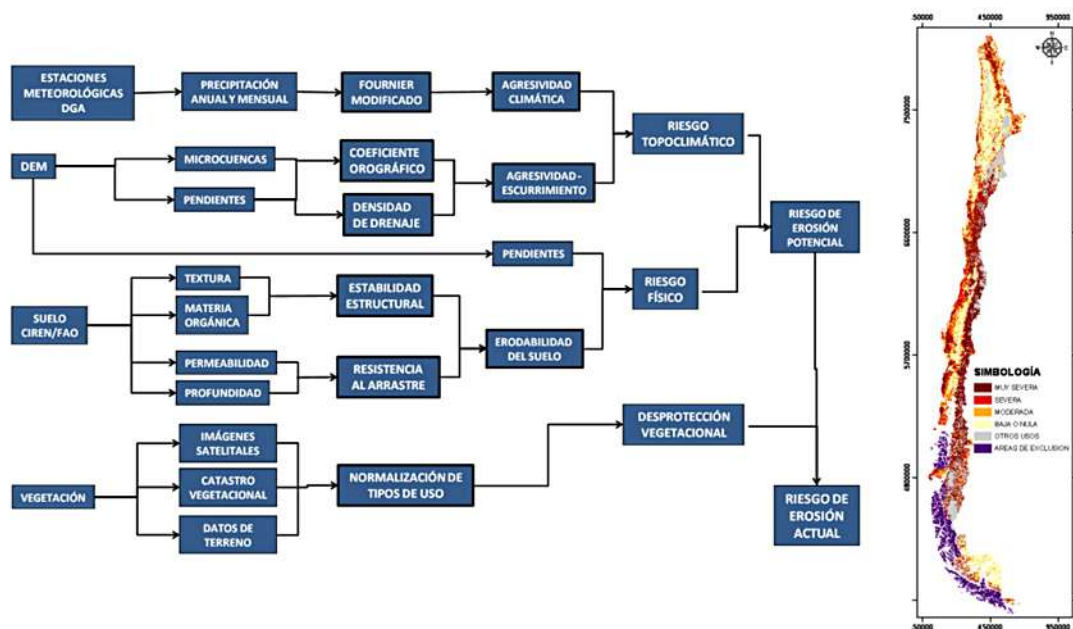 ESTACIONES
METEOROLÓGICAS
DGA
PRECIPITACIÓN
ANUAL Y MENSUAL
FOURNIER
MODIFICADO
AGRESIVIDAD
CLIMÁTICA
RIESGO
TOPOCLIMÁTICO
DEM
MICROCUENCAS
PENDIENTES
COEFICIENTE
OROGRÁFICO
DENSIDAD
DE DRENAJE
AGRESIVIDAD-
ESCURRIMIENTO
RIESGO DE
EROSIÓN
POTENCIAL
PENDIENTES
RIESGO
FÍSICO
SUELO
CIREN/FAO
TEXTURA
MATERIA
ORGÁNICA
ESTABILIDAD
ESTRUCTURAL
ERODABILIDAD
DEL SUELO
PERMEABILIDAD
PROFUNDIDAD
RESISTENCIA
AL ARRASTRE
VEGETACIÓN
IMÁGENES
SATELITALES
CATASTRO
VEGETACIONAL
DATOS DE
TERRENO
NORMALIZACIÓN DE
TIPOS DE USO
DESPROTECCIÓN
VEGETACIONAL
RIESGO DE
EROSIÓN
ACTUAL
50000 450000 950000
7500000
6600000
5700000
4800000
SIMBOLOGÍA
MUY SEVERA
SEVERA
MODERADA
BAJA O NULA
OTROS USOS
AREAS DE EXCLUSION
50000 450000 950000